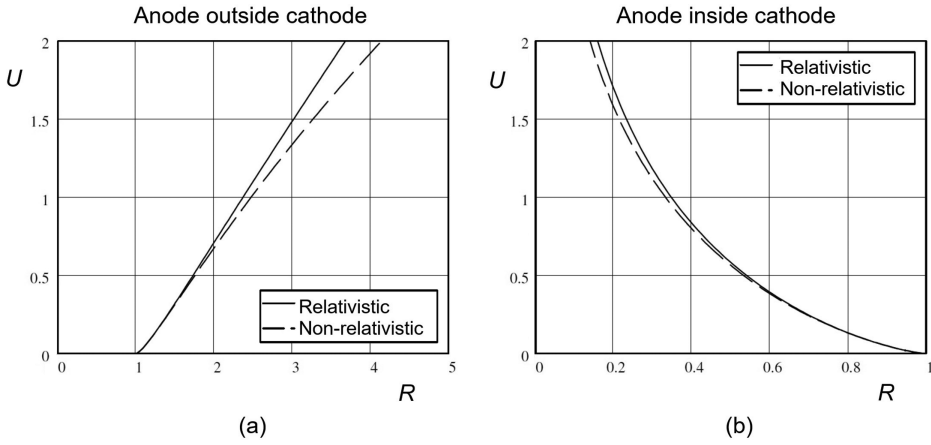 Anode outside cathode
Anode inside cathode
2
U
1.5
1
0.5
0
Relativistic
Non-relativistic
0 1 2 3 4 5
R
(a)
2
U
1.5
1
0.5
0
Relativistic
Non-relativistic
0 0.2 0.4 0.6 0.8 1
R
(b)